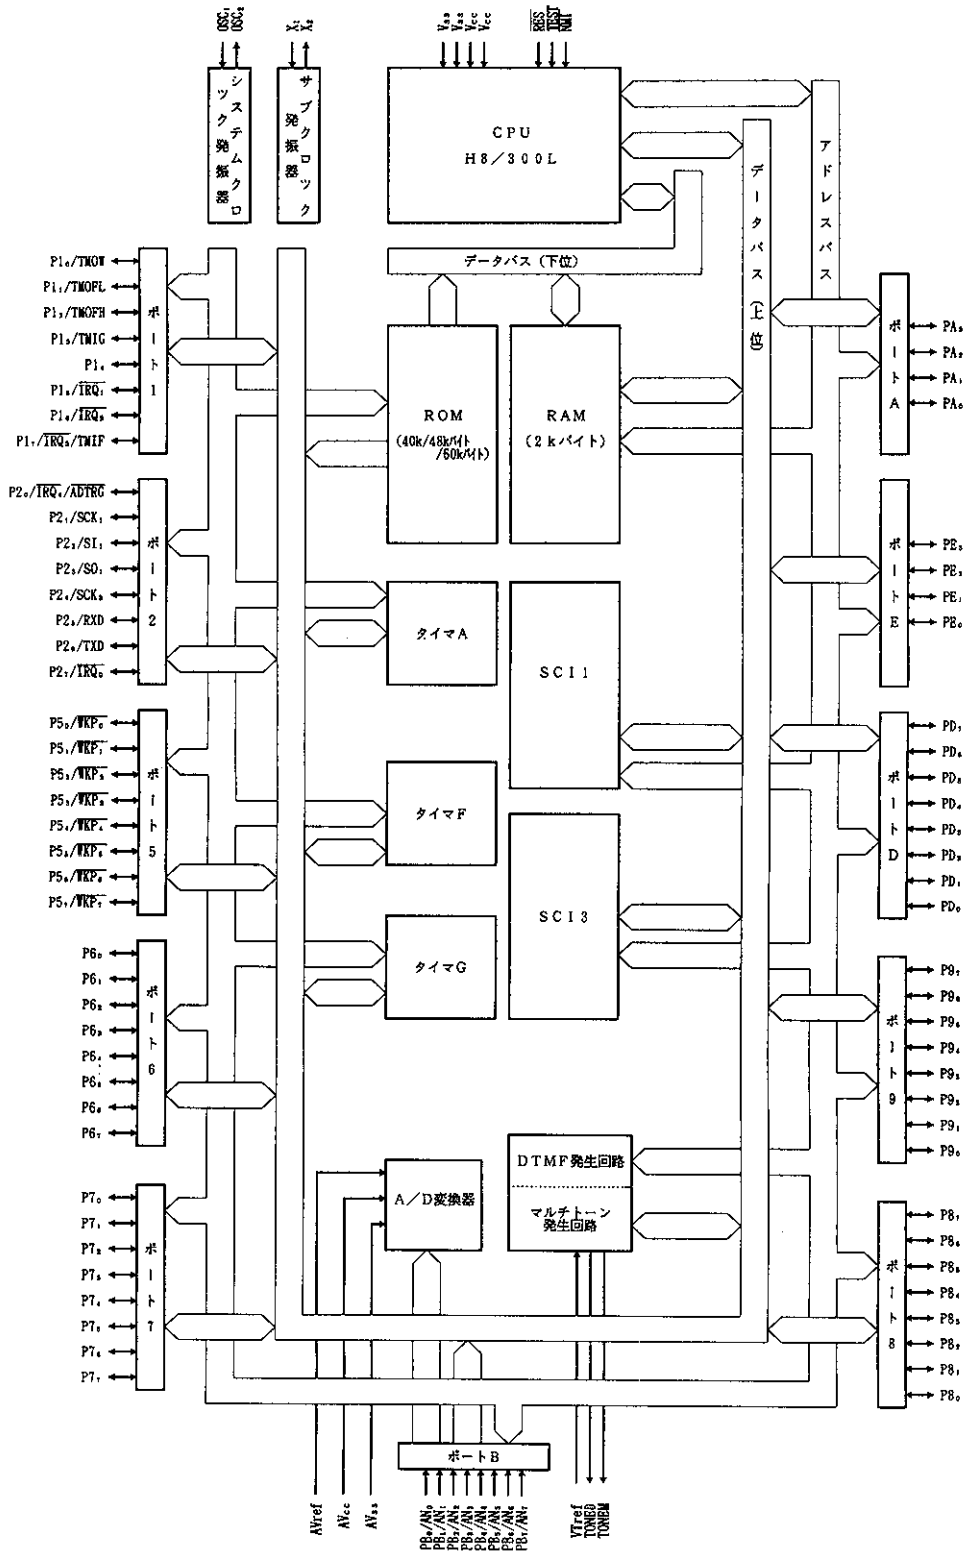 OSC₁
OSC₂
X₁
X₂
Vss
Vss
Vcc
Vcc
RES
TEST
NMI
システムクロ
ック発振器
サブクロック
発振器
CPU
H8/300L
アドレスバス
データバス(上位)
データバス(下位)
P1₀/TMOW
P1₁/TMOFL
P1₂/TMOFH
P1₃/TMIG
P1₄
P1₇/IRQ₃/TMIF
ポート1
ROM
(40k/48kバイト
/60kバイト)
RAM
(2kバイト)
ポートA
PA₃
PA₂
PA₁
PA₀
P2₀/IRQ₄/ADTRG
P2₁/SCK₁
P2₂/SI₁
P2₃/SO₁
P2₄/SCK₃
P2₅/RXD
P2₆/TXD
P2₇/IRQ₀
ポート2
タイマA
SCI1
ポートE
PE₃
PE₂
PE₁
PE₀
P5₀/WKP₀
P5₁/WKP₁
P5₂/WKP₂
P5₃/WKP₃
P5₄/WKP₄
P5₅/WKP₅
P5₆/WKP₆
P5₇/WKP₇
ポート5
タイマF
SCI3
ポートD
PD₇
PD₆
PD₅
PD₄
PD₃
PD₂
PD₁
PD₀
P6₀
P6₁
P6₂
P6₃
P6₄
P6₅
P6₆
P6₇
ポート6
タイマG
ポート9
P9₇
P9₆
P9₅
P9₄
P9₃
P9₂
P9₁
P9₀
P7₀
P7₁
P7₂
P7₃
P7₄
P7₅
P7₆
P7₇
ポート7
A/D変換器
DTMF発生回路
マルチトーン
発生回路
ポート8
P8₇
P8₆
P8₅
P8₄
P8₃
P8₂
P8₁
P8₀
ポートB
AVref
AVcc
AVss
PB₀/AN₀
PB₁/AN₁
PB₂/AN₂
PB₃/AN₃
PB₄/AN₄
PB₅/AN₅
PB₆/AN₆
PB₇/AN₇
VTref
TONED
TONEM